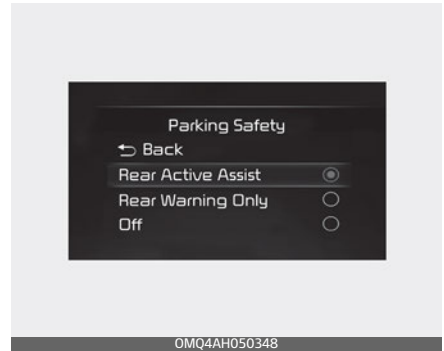 Parking Safety
Back
Rear Active Assist
Rear Warning Only
Off
OMQ4AH050348